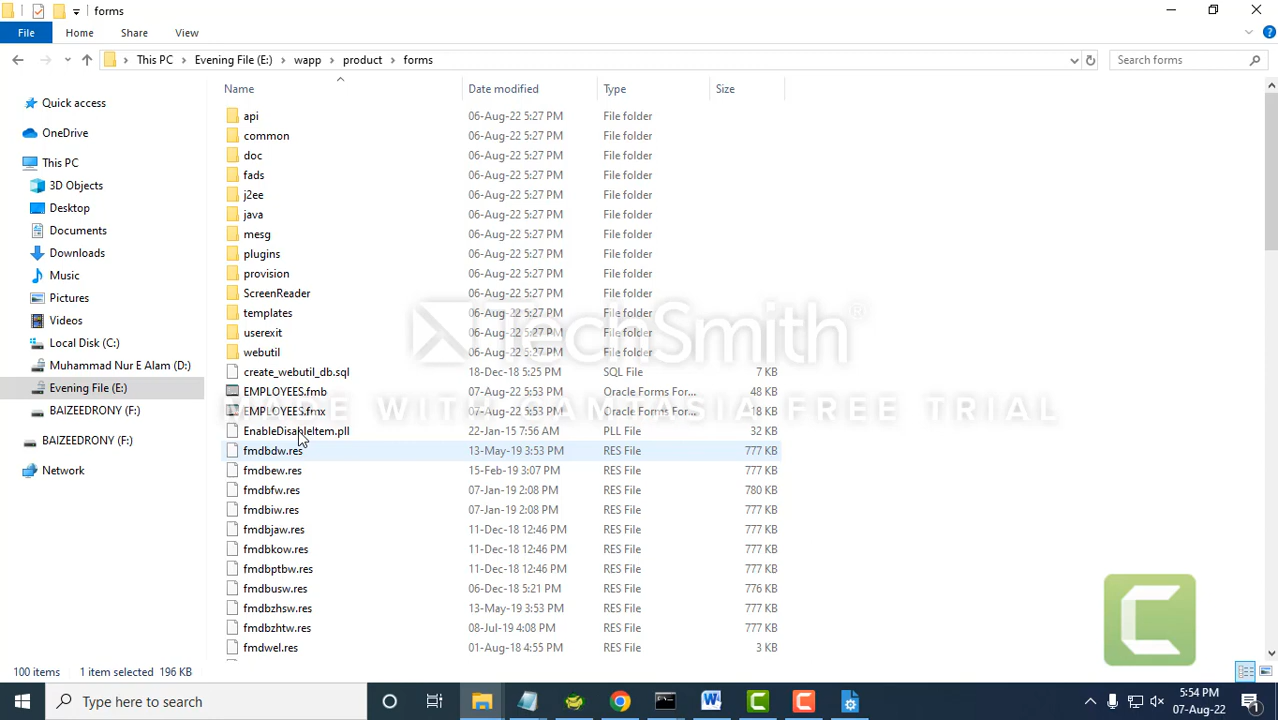 forms
File Home Share View
This PC > Evening File (E:) > wapp > product > forms
Search forms
Name Date modified Type Size
Quick access
OneDrive
This PC
3D Objects
Desktop
Documents
Downloads
Music
Pictures
Videos
Local Disk (C:)
Muhammad Nur E Alam (D:)
Evening File (E:)
BAIZEEDRONY (F:)
BAIZEEDRONY (F:)
Network
api 06-Aug-22 5:27 PM File folder
common 06-Aug-22 5:27 PM File folder
doc 06-Aug-22 5:27 PM File folder
fads 06-Aug-22 5:27 PM File folder
j2ee 06-Aug-22 5:27 PM File folder
java 06-Aug-22 5:27 PM File folder
mesg 06-Aug-22 5:27 PM File folder
plugins 06-Aug-22 5:27 PM File folder
provision 06-Aug-22 5:27 PM File folder
ScreenReader 06-Aug-22 5:27 PM File folder
templates 06-Aug-22 5:27 PM File folder
userexit 06-Aug-22 5:27 PM File folder
webutil 06-Aug-22 5:27 PM File folder
create_webutil_db.sql 18-Dec-18 5:25 PM SQL File 7 KB
EMPLOYEES.fmb 07-Aug-22 5:53 PM Oracle Forms For... 48 KB
EMPLOYEES.fmx 07-Aug-22 5:53 PM Oracle Forms For... 18 KB
EnableDisableItem.pll 22-Jan-15 7:56 AM PLL File 32 KB
fmdbdw.res 13-May-19 3:53 PM RES File 777 KB
fmdbew.res 15-Feb-19 3:07 PM RES File 777 KB
fmdbfw.res 07-Jan-19 2:08 PM RES File 780 KB
fmdbiw.res 07-Jan-19 2:08 PM RES File 777 KB
fmdbjaw.res 11-Dec-18 12:46 PM RES File 777 KB
fmdbkow.res 11-Dec-18 12:46 PM RES File 777 KB
fmdbptbw.res 11-Dec-18 12:46 PM RES File 777 KB
fmdbusw.res 06-Dec-18 5:21 PM RES File 776 KB
fmdbzhsw.res 13-May-19 3:53 PM RES File 777 KB
fmdbzhtw.res 08-Jul-19 4:08 PM RES File 777 KB
fmdwel.res 01-Aug-18 4:55 PM RES File 3 KB
TechSmith®
MADE WITH CAMTASIA FREE TRIAL
C
100 items 1 item selected 196 KB
Type here to search
5:54 PM
07-Aug-22
1